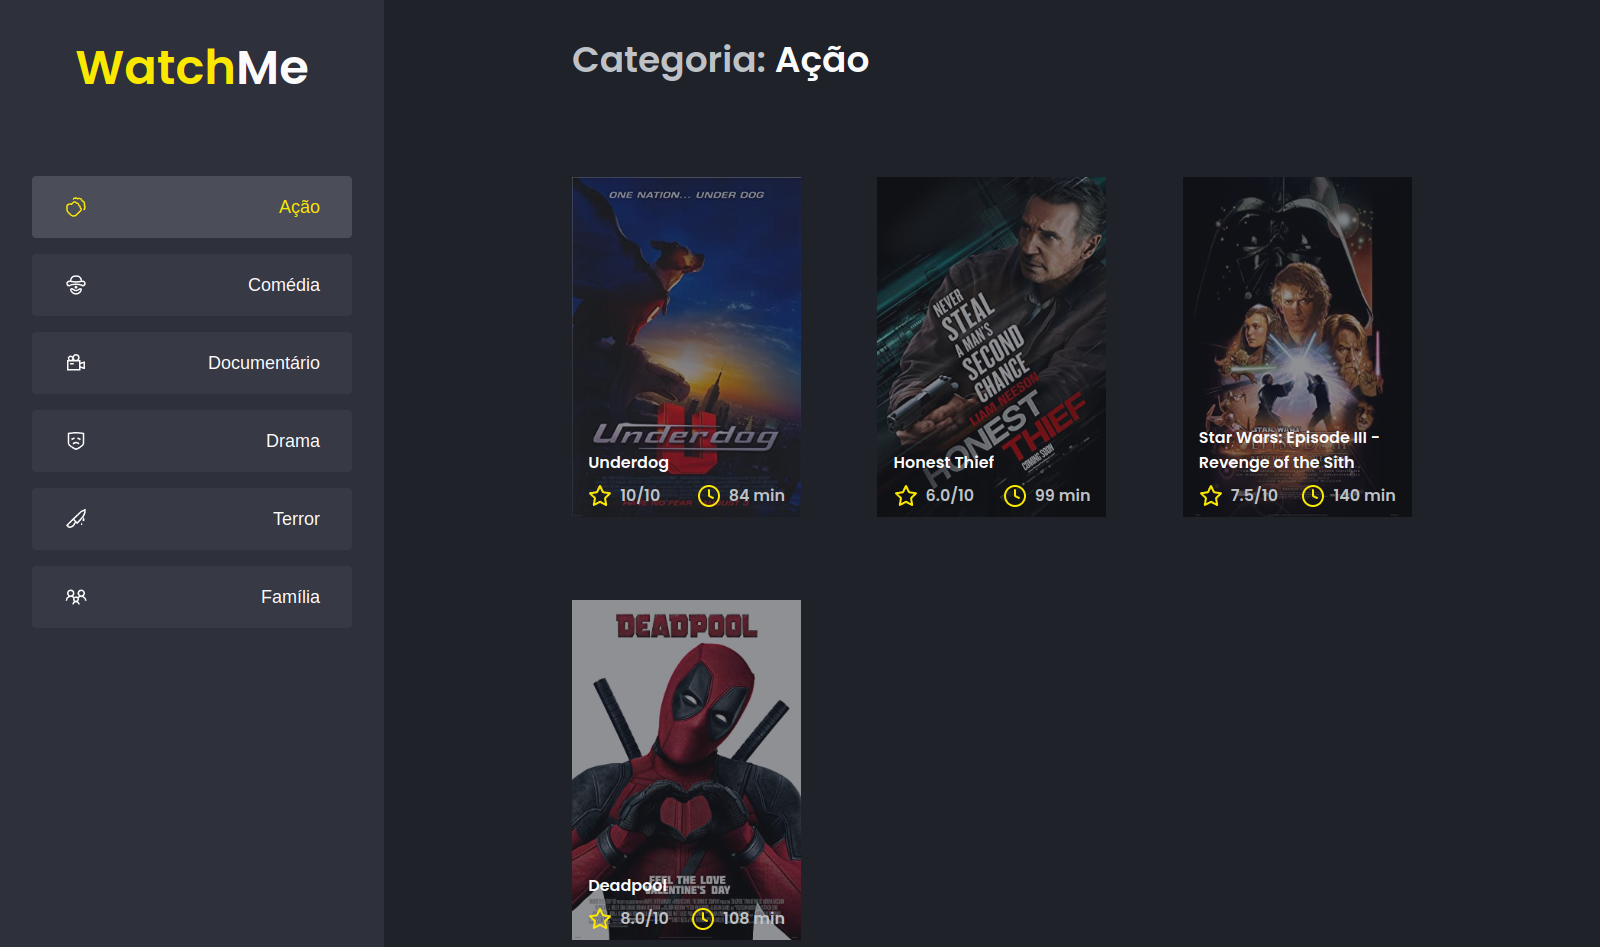 WatchMe
Ação
Comédia
Documentário
Drama
Terror
Família
Categoria: Ação
ONE NATION... UNDER DOG
Underdog
Underdog
10/10 84 min
NEVER
STEAL
A MAN'S
SECOND
CHANCE
LIAM NEESON
HONEST
THIEF
COMING SOON
Honest Thief
6.0/10 99 min
STAR WARS
Star Wars: Episode III -
Revenge of the Sith
7.5/10 140 min
DEADPOOL
FEEL THE LOVE
VALENTINE'S DAY
Deadpool
8.0/10 108 min